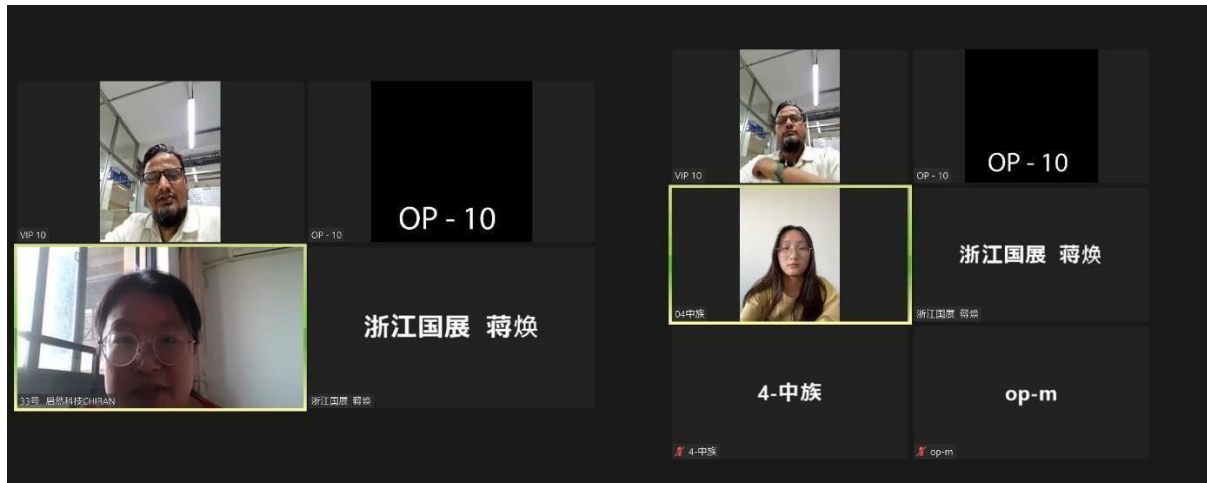 VIP 10
OP - 10
OP - 10
33号 启然科技CHIRAN
浙江国展 蒋焕
浙江国展 蒋焕
VIP 10
OP - 10
OP - 10
04中族
浙江国展 蒋焕
浙江国展 蒋焕
4-中族
4-中族
op-m
op-m